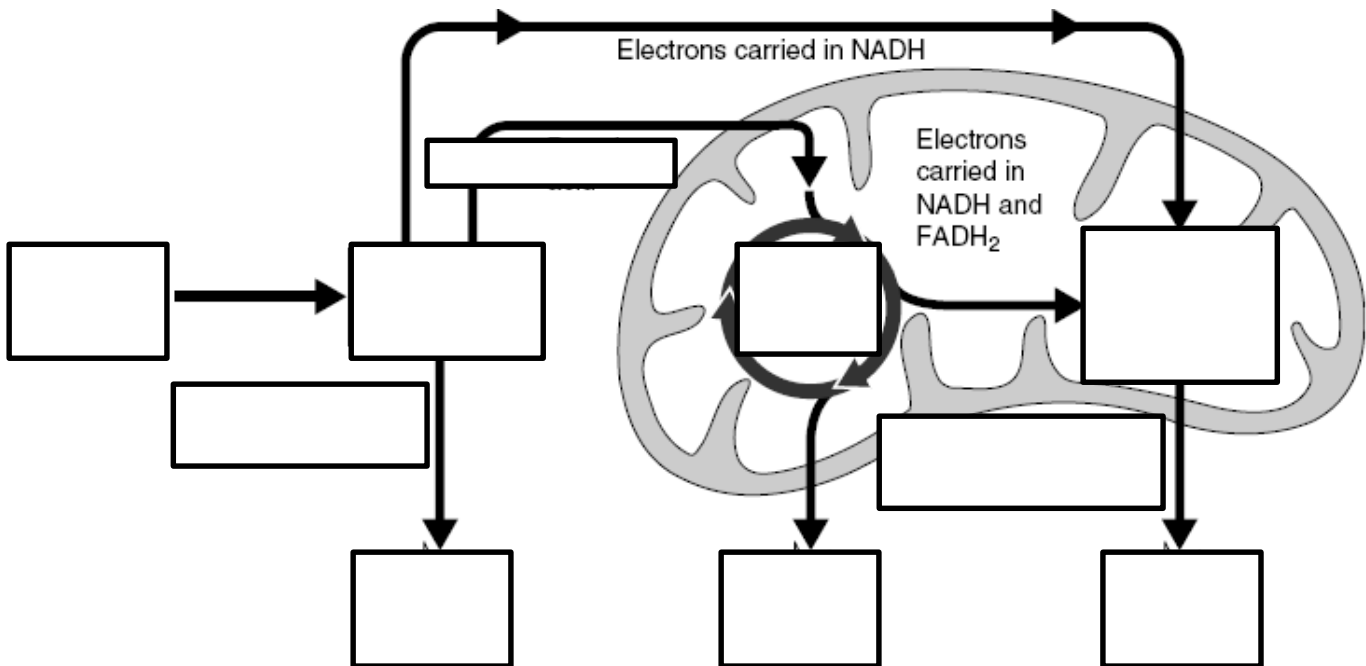 Electrons carried in NADH
Electrons
carried in
NADH and
FADH₂